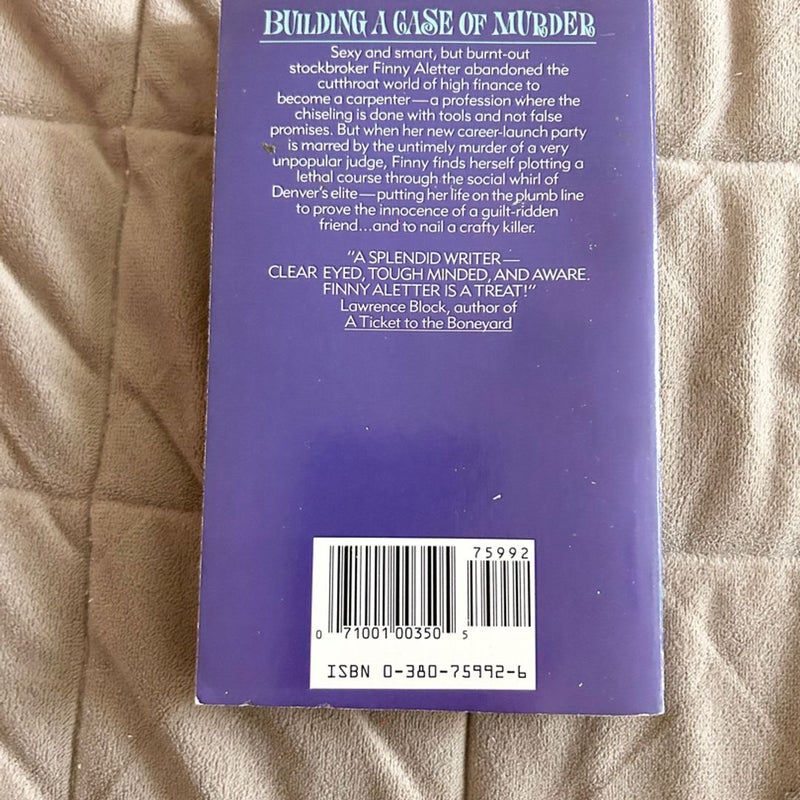 BUILDING A CASE OF MURDER
Sexy and smart, but burnt-out
stockbroker Finny Aletter abandoned the
cutthroat world of high finance to
become a carpenter—a profession where the
chiseling is done with tools and not false
promises. But when her new career-launch party
is marred by the untimely murder of a very
unpopular judge, Finny finds herself plotting a
lethal course through the social whirl of
Denver's elite—putting her life on the plumb line
to prove the innocence of a guilt-ridden
friend...and to nail a crafty killer.
"A SPLENDID WRITER—
CLEAR EYED, TOUGH MINDED, AND AWARE.
FINNY ALETTER IS A TREAT!"
Lawrence Block, author of
A Ticket to the Boneyard
75992
0 71001 00350 5
ISBN 0-380-75992-6